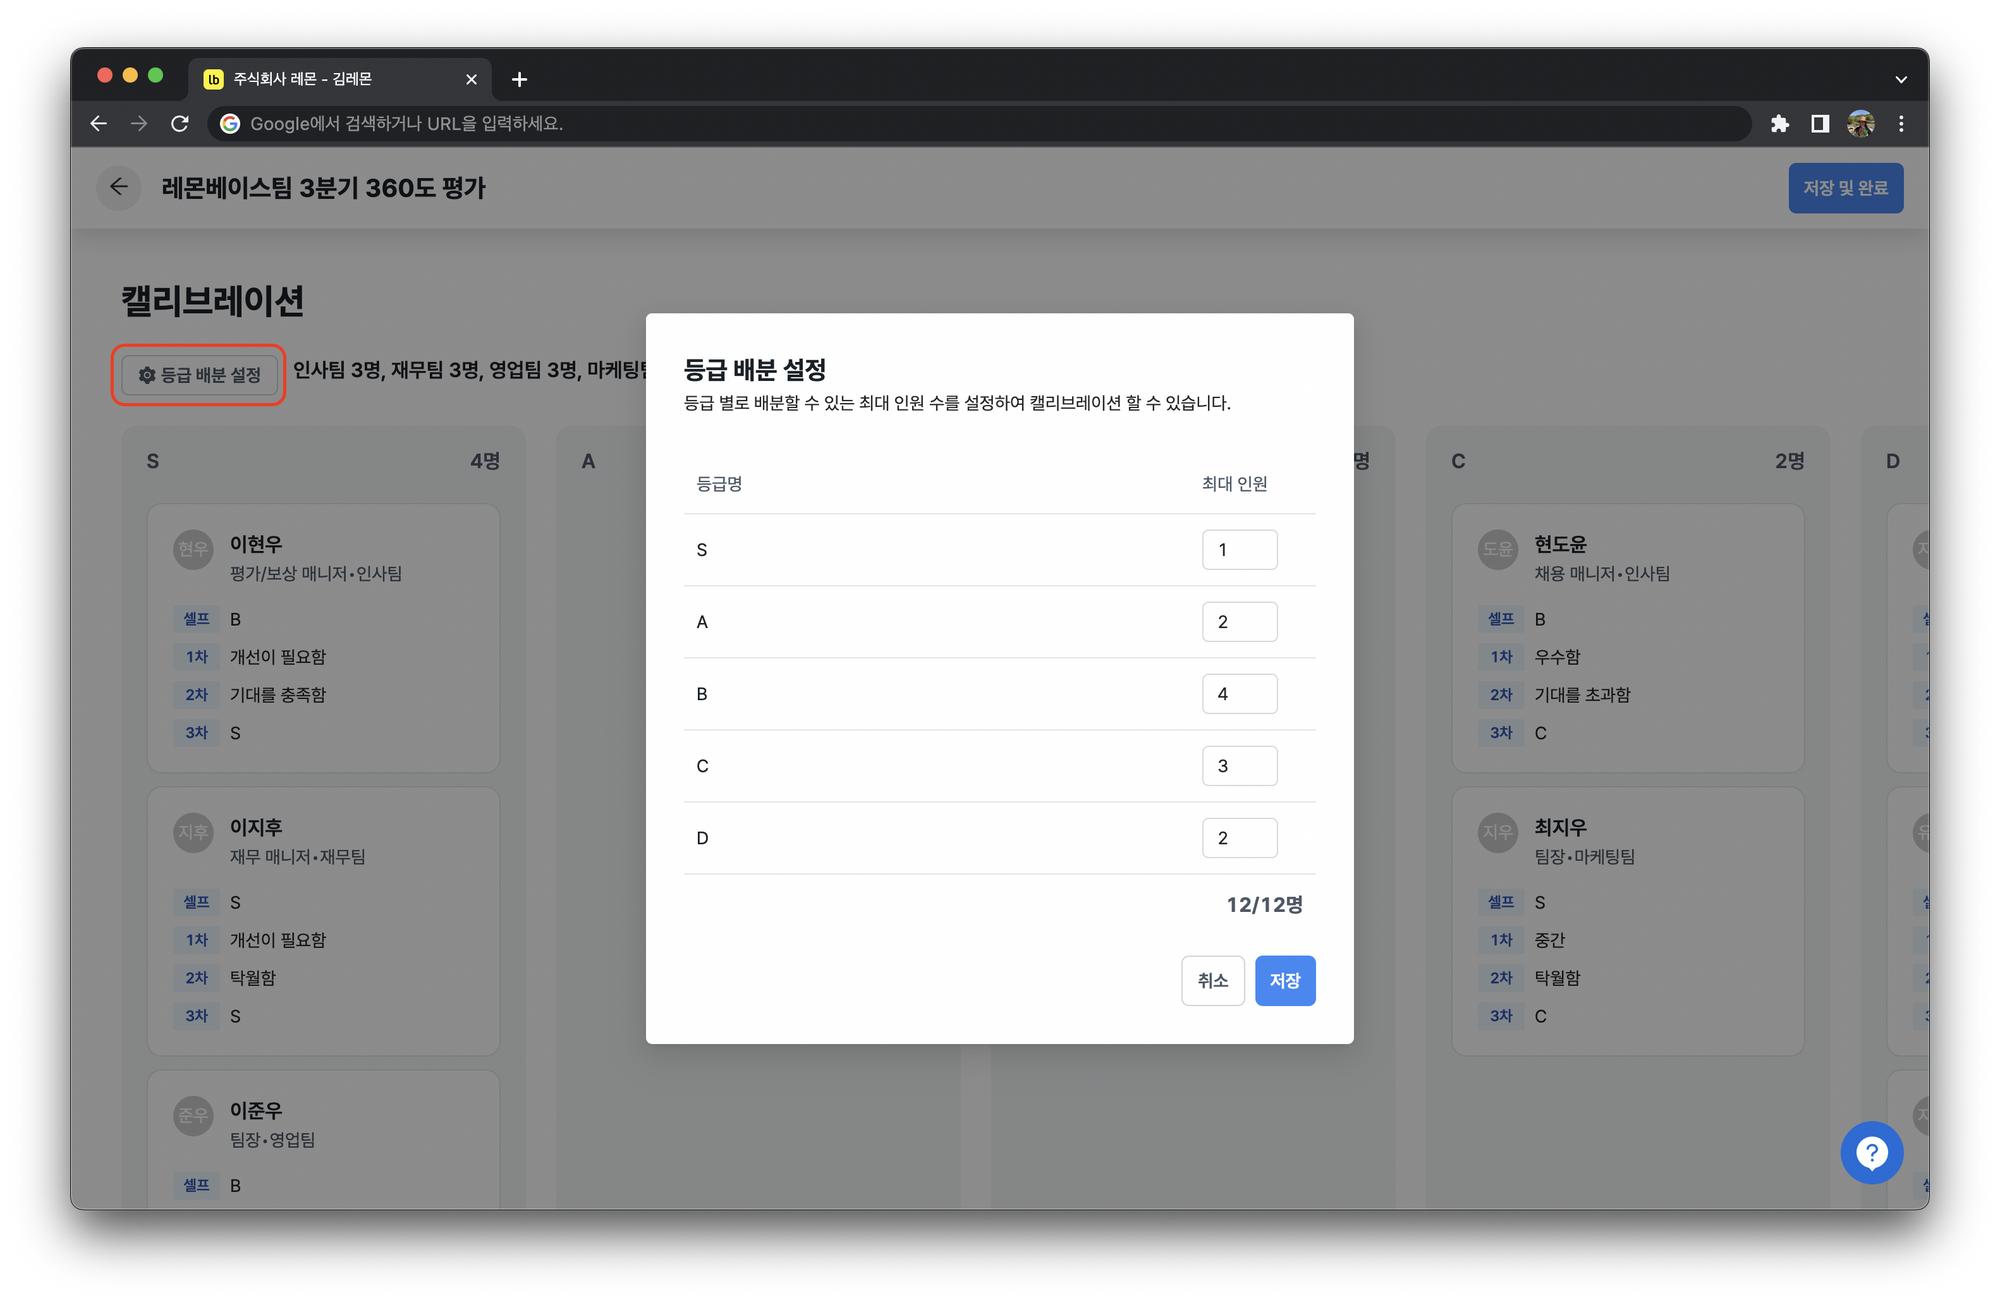 lb 주식회사 레몬 - 김레몬
Google에서 검색하거나 URL을 입력하세요.
레몬베이스팀 3분기 360도 평가
저장 및 완료
캘리브레이션
등급 배분 설정
인사팀 3명, 재무팀 3명, 영업팀 3명, 마케팅
S 4명
A
명
C 2명
D
현우
이현우
평가/보상 매니저•인사팀
셀프 B
1차 개선이 필요함
2차 기대를 충족함
3차 S
지후
이지후
재무 매니저•재무팀
셀프 S
1차 개선이 필요함
2차 탁월함
3차 S
준우
이준우
팀장•영업팀
셀프 B
등급 배분 설정
등급 별로 배분할 수 있는 최대 인원 수를 설정하여 캘리브레이션 할 수 있습니다.
등급명 최대 인원
S 1
A 2
B 4
C 3
D 2
12/12명
취소 저장
도윤
현도윤
채용 매니저•인사팀
셀프 B
1차 우수함
2차 기대를 초과함
3차 C
지우
최지우
팀장•마케팅팀
셀프 S
1차 중간
2차 탁월함
3차 C
?